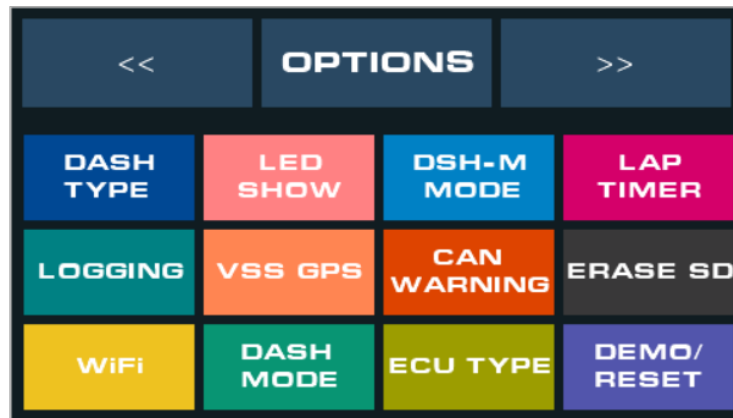 << OPTIONS >>
DASH TYPE
LED SHOW
DSH-M MODE
LAP TIMER
LOGGING
VSS GPS
CAN WARNING
ERASE SD
WiFi
DASH MODE
ECU TYPE
DEMO/ RESET